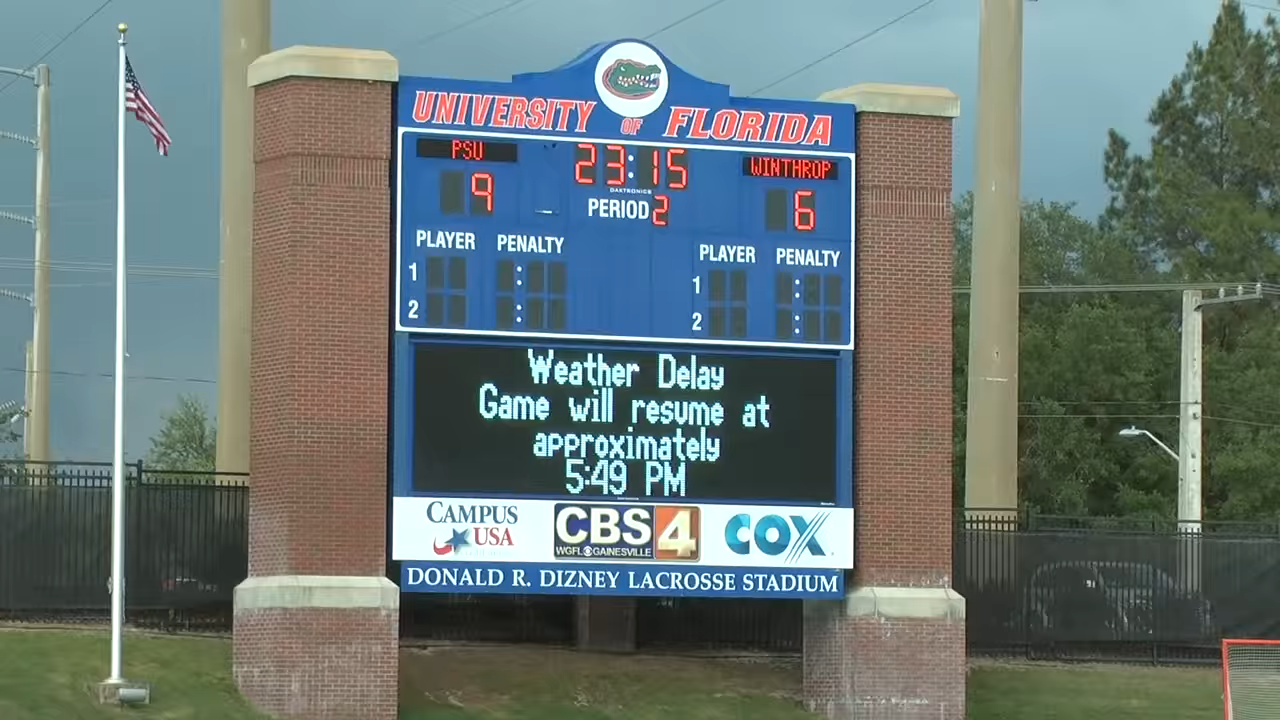 UNIVERSITY OF FLORIDA
PSU 23:15 WINTHROP
DAKTRONICS
9 PERIOD 2 6
PLAYER PENALTY PLAYER PENALTY
1 : 1 :
2 : 2 :
Weather Delay
Game will resume at
approximately
5:49 PM
CAMPUS USA
CBS 4
WGFL GAINESVILLE
COX
DONALD R. DIZNEY LACROSSE STADIUM